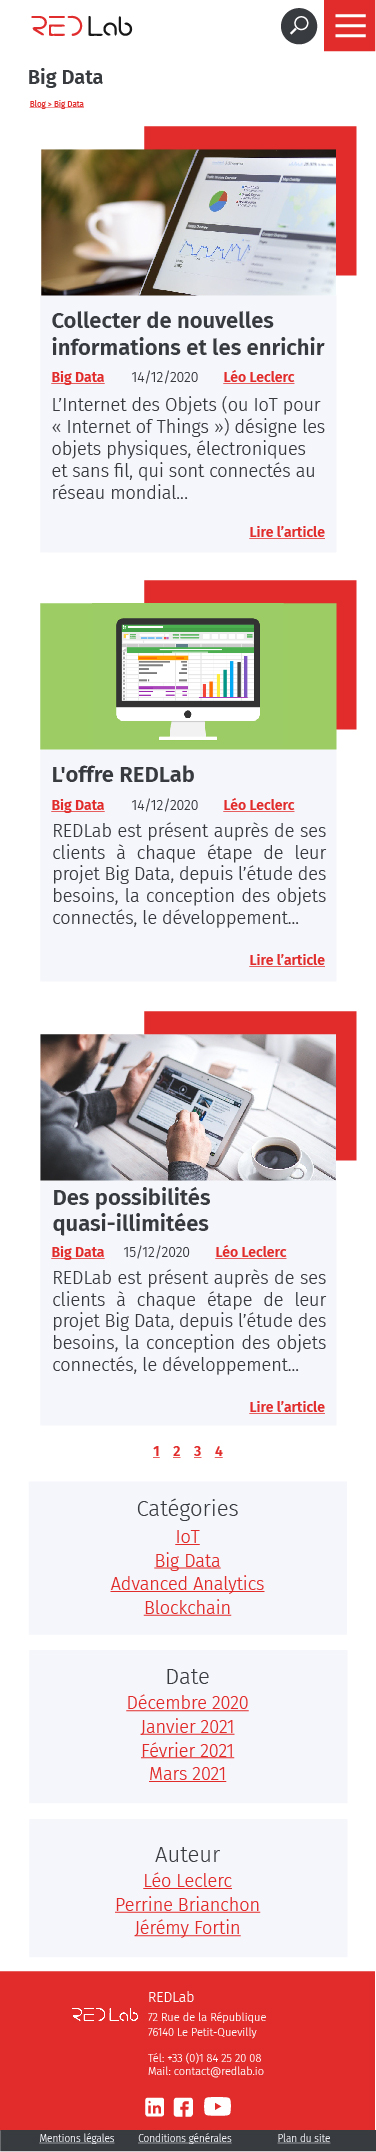 REDLab
Big Data
Blog > Big Data
Collecter de nouvelles
informations et les enrichir
Big Data 14/12/2020 Léo Leclerc
L’Internet des Objets (ou IoT pour
« Internet of Things ») désigne les
objets physiques, électroniques
et sans fil, qui sont connectés au
réseau mondial...
Lire l’article
L'offre REDLab
Big Data 14/12/2020 Léo Leclerc
REDLab est présent auprès de ses
clients à chaque étape de leur
projet Big Data, depuis l’étude des
besoins, la conception des objets
connectés, le développement...
Lire l’article
Des possibilités
quasi-illimitées
Big Data 15/12/2020 Léo Leclerc
REDLab est présent auprès de ses
clients à chaque étape de leur
projet Big Data, depuis l’étude des
besoins, la conception des objets
connectés, le développement...
Lire l’article
1 2 3 4
Catégories
IoT
Big Data
Advanced Analytics
Blockchain
Date
Décembre 2020
Janvier 2021
Février 2021
Mars 2021
Auteur
Léo Leclerc
Perrine Brianchon
Jérémy Fortin
REDLab
REDLab
72 Rue de la République
76140 Le Petit-Quevilly
Tél: +33 (0)1 84 25 20 08
Mail: contact@redlab.io
Mentions légales Conditions générales Plan du site